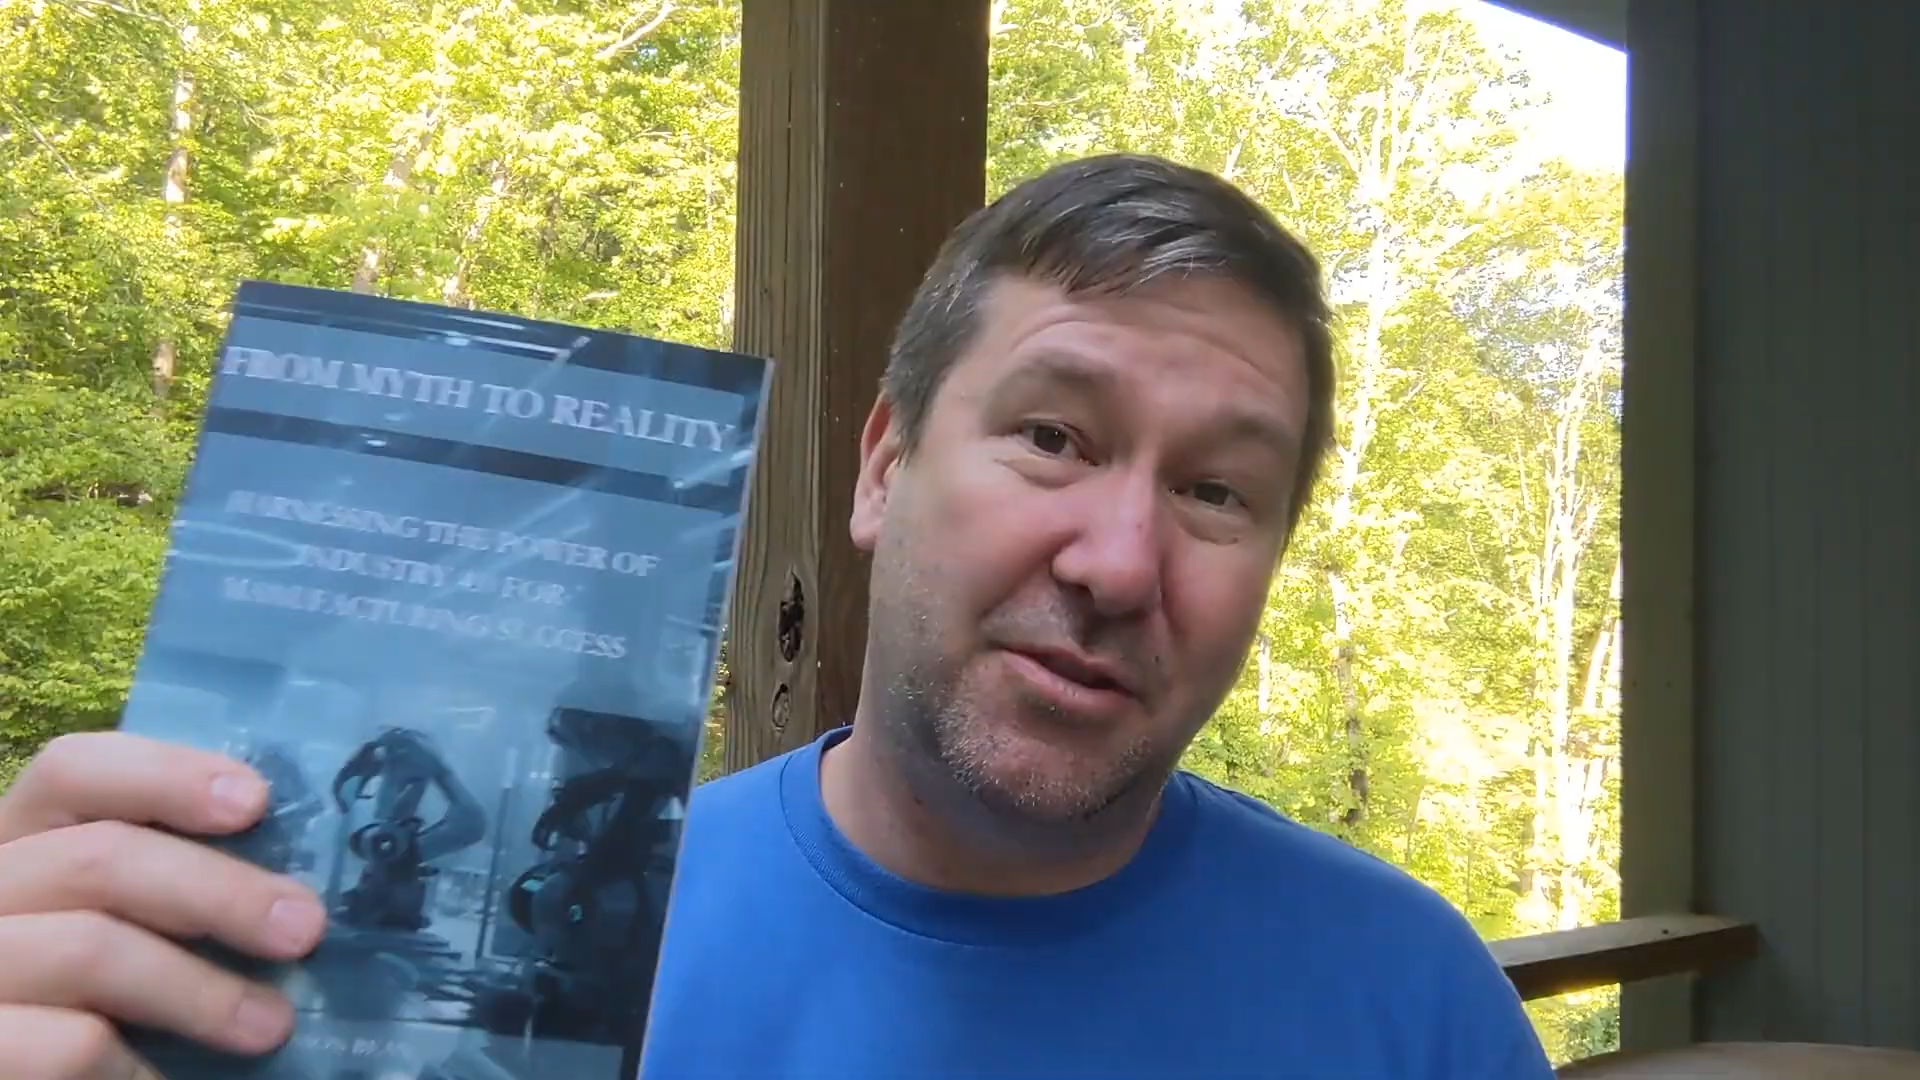 FROM MYTH TO REALITY
HARNESSING THE POWER OF
INDUSTRY 4.0 FOR
MANUFACTURING SUCCESS